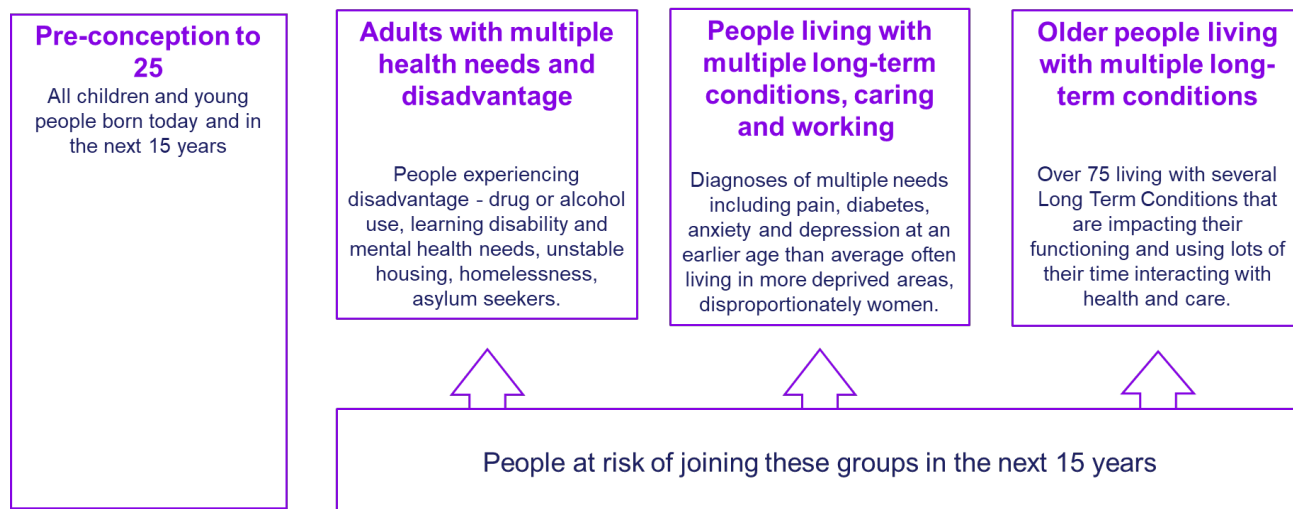 Pre-conception to
25
All children and young
people born today and in
the next 15 years
Adults with multiple
health needs and
disadvantage
People experiencing
disadvantage - drug or alcohol
use, learning disability and
mental health needs, unstable
housing, homelessness,
asylum seekers.
People living with
multiple long-term
conditions, caring
and working
Diagnoses of multiple needs
including pain, diabetes,
anxiety and depression at an
earlier age than average often
living in more deprived areas,
disproportionately women.
Older people living
with multiple long-
term conditions
Over 75 living with several
Long Term Conditions that
are impacting their
functioning and using lots of
their time interacting with
health and care.
People at risk of joining these groups in the next 15 years